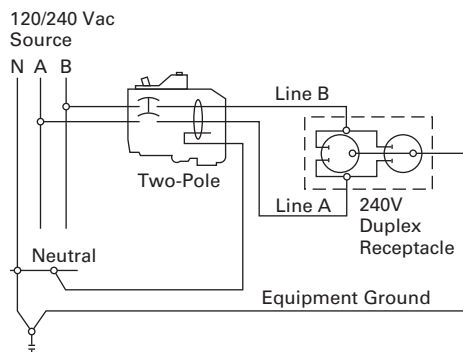 120/240 Vac
Source
N A B
Line B
Two-Pole
Line A
240V
Duplex
Receptacle
Neutral
Equipment Ground